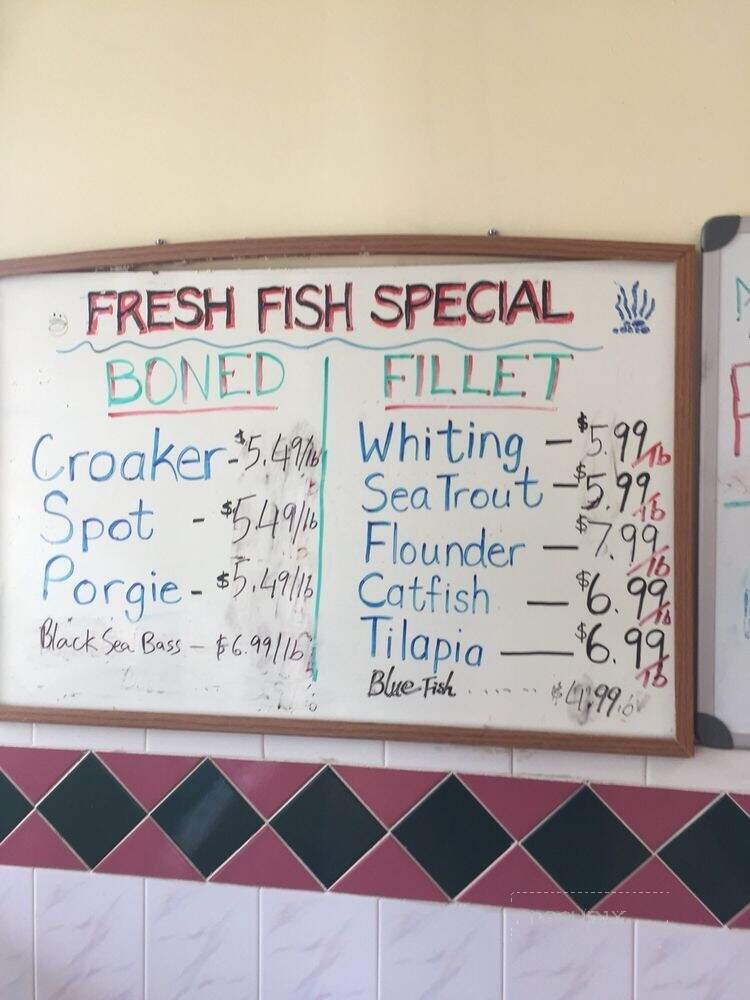 FRESH FISH SPECIAL
BONED
Croaker - $5.49/lb
Spot - $5.49/lb
Porgie - $5.49/lb
Black Sea Bass - $6.99/lb
FILLET
Whiting - $5.99/lb
Sea Trout - $5.99/lb
Flounder - $7.99/lb
Catfish - $6.99/lb
Tilapia - $6.99/lb
Blue Fish ...... $4.99